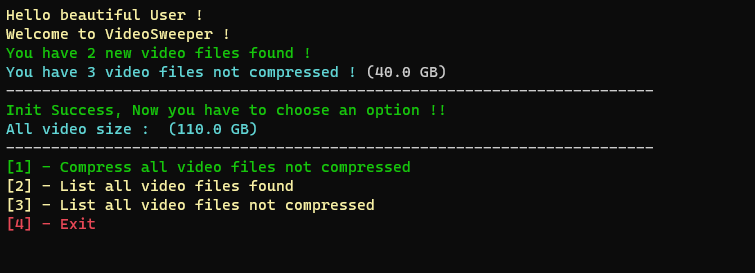 Hello beautiful User !
Welcome to VideoSweeper !
You have 2 new video files found !
You have 3 video files not compressed ! (40.0 GB)
------------------------------------------------------------------------
Init Success, Now you have to choose an option !!
All video size :  (110.0 GB)
------------------------------------------------------------------------
[1] - Compress all video files not compressed
[2] - List all video files found
[3] - List all video files not compressed
[4] - Exit